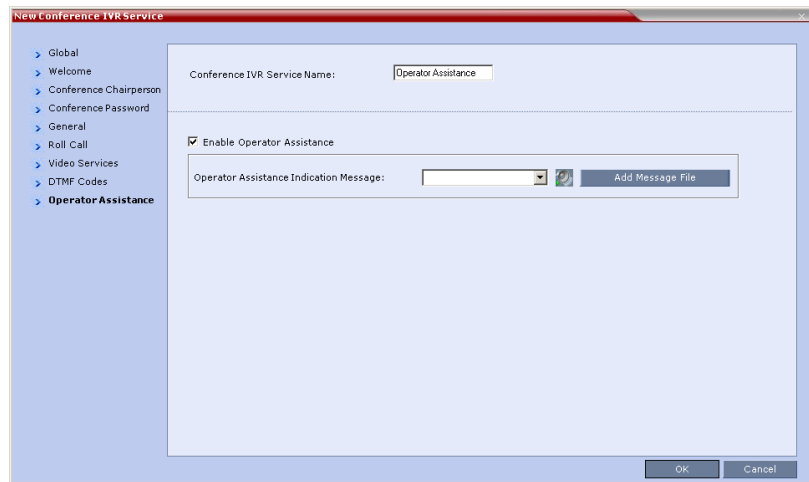 New Conference IVR Service
Global
Welcome
Conference Chairperson
Conference Password
General
Roll Call
Video Services
DTMF Codes
Operator Assistance
Conference IVR Service Name:
Operator Assistance
Enable Operator Assistance
Operator Assistance Indication Message:
Add Message File
OK
Cancel